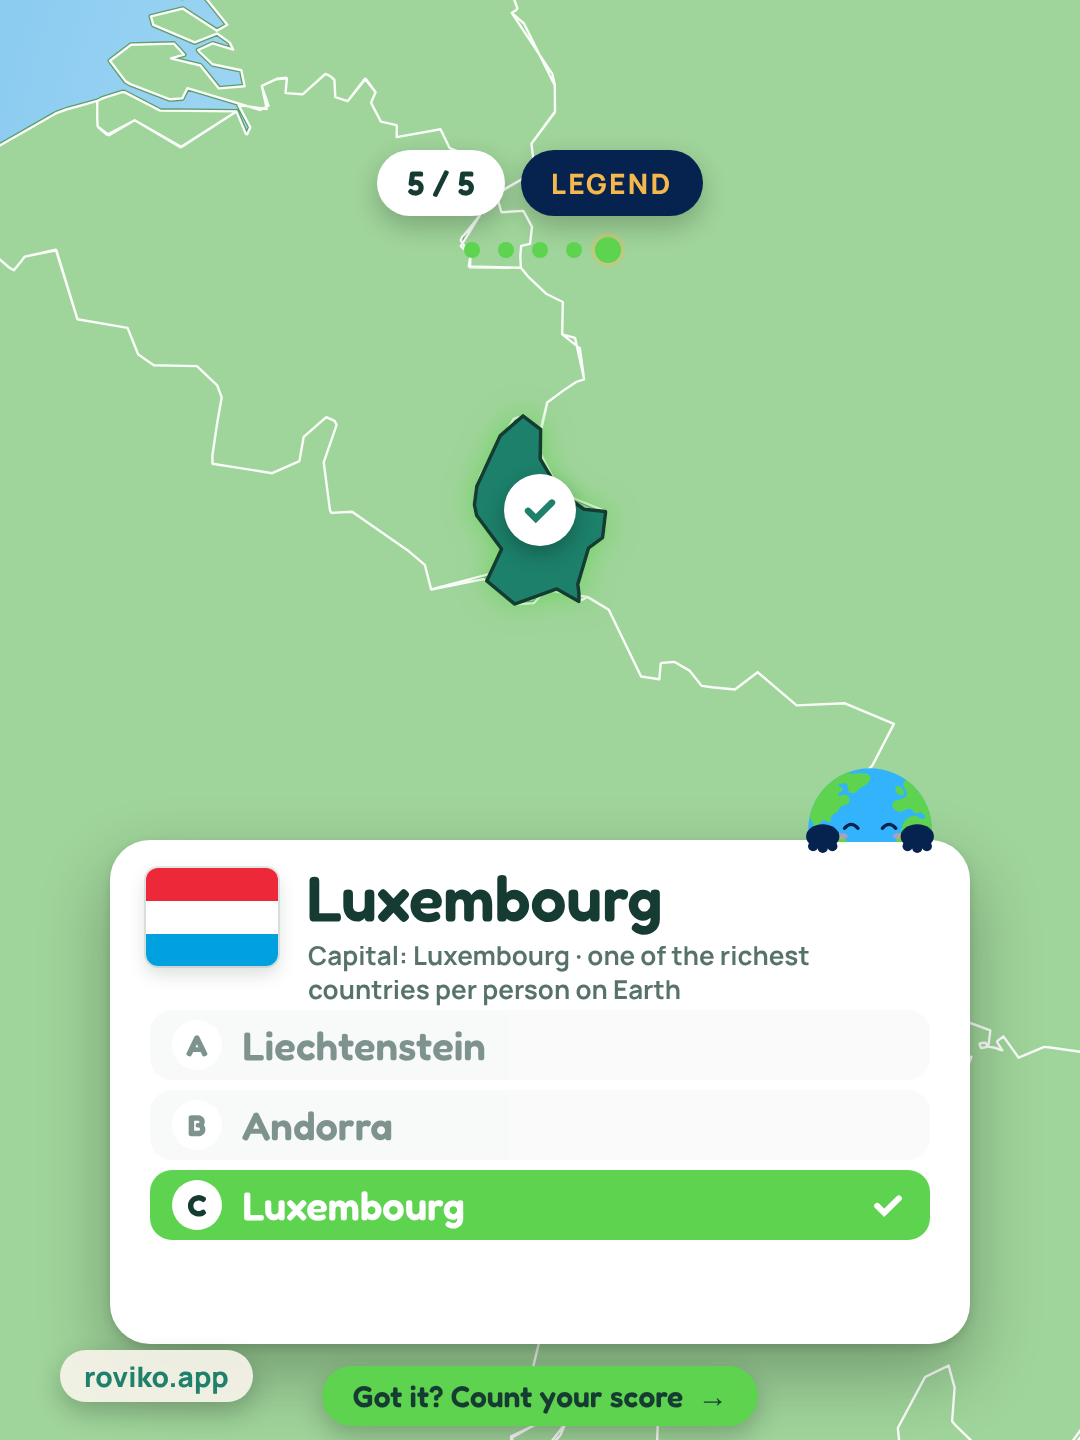 5 / 5
LEGEND
Luxembourg
Capital: Luxembourg · one of the richest
countries per person on Earth
A Liechtenstein
B Andorra
C Luxembourg
roviko.app
Got it? Count your score →